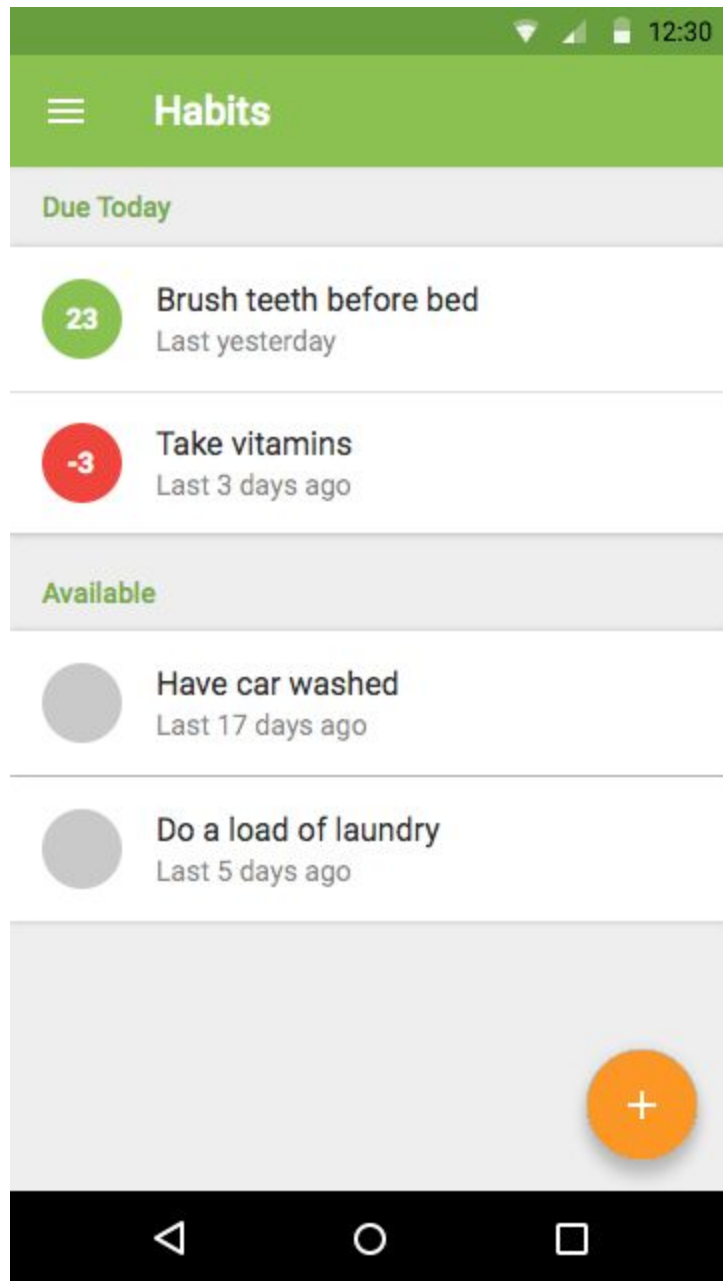 12:30
Habits
Due Today
23
Brush teeth before bed
Last yesterday
-3
Take vitamins
Last 3 days ago
Available
Have car washed
Last 17 days ago
Do a load of laundry
Last 5 days ago
+